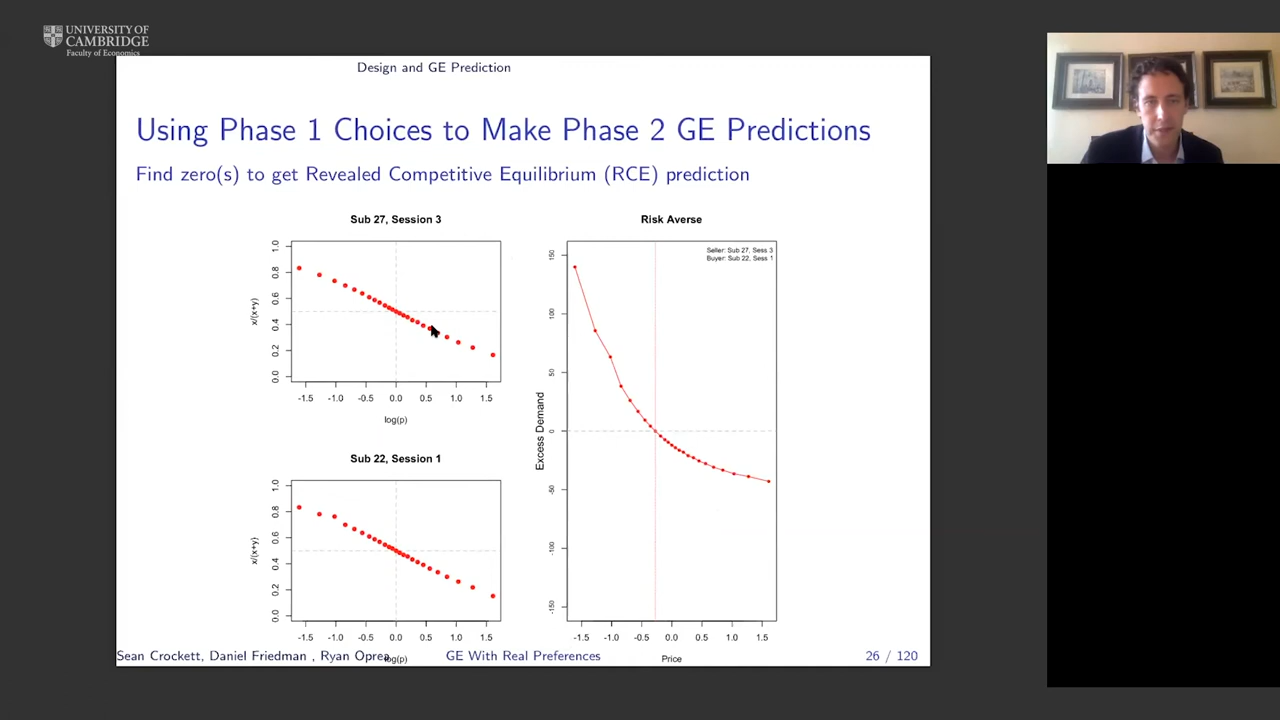 UNIVERSITY OF
CAMBRIDGE
Faculty of Economics
Design and GE Prediction
Using Phase 1 Choices to Make Phase 2 GE Predictions
Find zero(s) to get Revealed Competitive Equilibrium (RCE) prediction
Sub 27, Session 3
x/(x+y)
0.0 0.2 0.4 0.6 0.8 1.0
-1.5 -1.0 -0.5 0.0 0.5 1.0 1.5
log(p)
Sub 22, Session 1
x/(x+y)
0.0 0.2 0.4 0.6 0.8 1.0
-1.5 -1.0 -0.5 0.0 0.5 1.0 1.5
log(p)
Risk Averse
Seller: Sub 27, Sess 3
Buyer: Sub 22, Sess 1
Excess Demand
-150 -100 -50 0 50 100 150
-1.5 -1.0 -0.5 0.0 0.5 1.0 1.5
Price
Sean Crockett, Daniel Friedman , Ryan Oprea
GE With Real Preferences
26 / 120